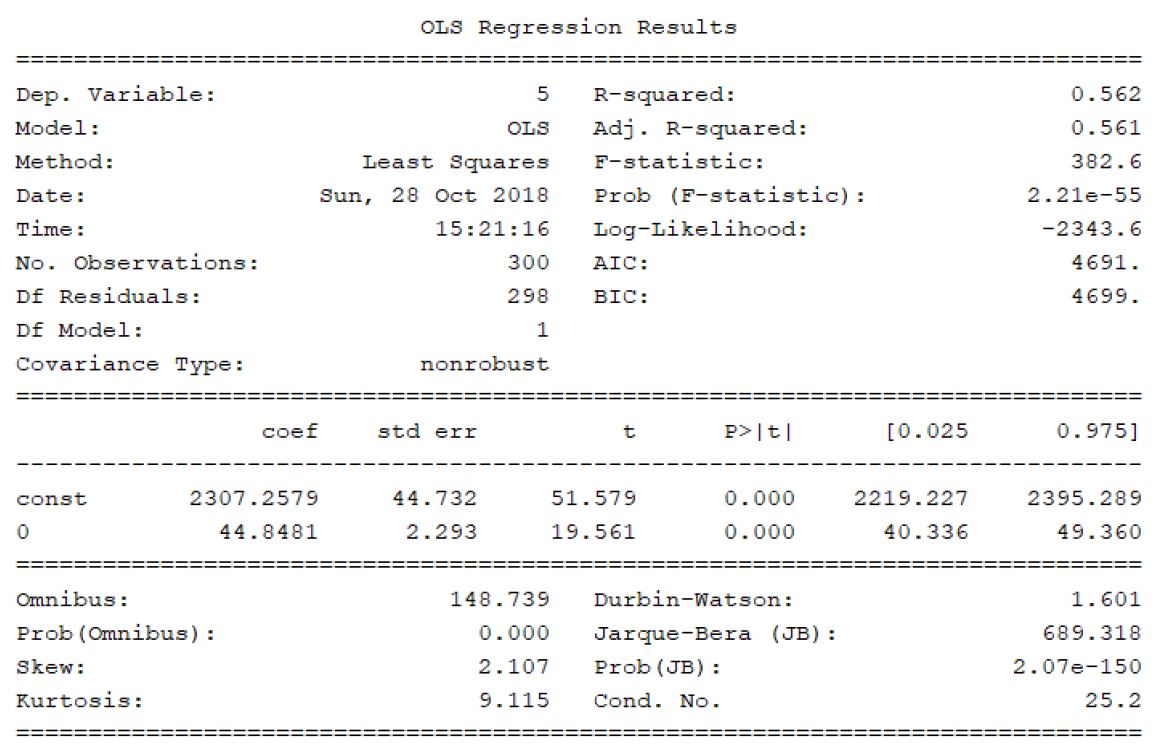 OLS Regression Results
==============================================================================
Dep. Variable:                      5   R-squared:                       0.562
Model:                            OLS   Adj. R-squared:                  0.561
Method:                 Least Squares   F-statistic:                     382.6
Date:                Sun, 28 Oct 2018   Prob (F-statistic):           2.21e-55
Time:                        15:21:16   Log-Likelihood:                -2343.6
No. Observations:                 300   AIC:                             4691.
Df Residuals:                     298   BIC:                             4699.
Df Model:                           1
Covariance Type:            nonrobust
==============================================================================
                 coef    std err          t      P>|t|      [0.025      0.975]
------------------------------------------------------------------------------
const       2307.2579     44.732     51.579      0.000    2219.227    2395.289
0             44.8481      2.293     19.561      0.000      40.336      49.360
==============================================================================
Omnibus:                      148.739   Durbin-Watson:                   1.601
Prob(Omnibus):                  0.000   Jarque-Bera (JB):              689.318
Skew:                           2.107   Prob(JB):                    2.07e-150
Kurtosis:                       9.115   Cond. No.                         25.2
==============================================================================